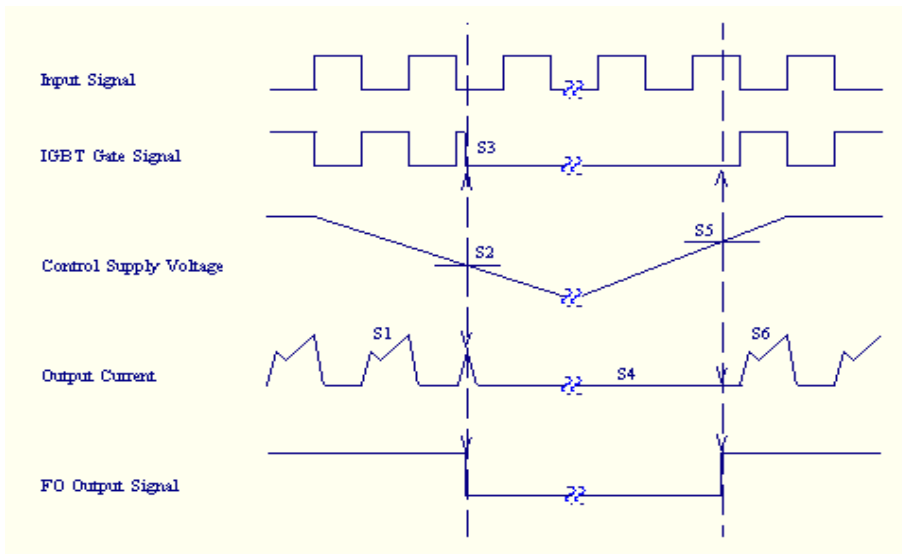 Input Signal
IGBT Gate Signal
S3
S2
S5
Control Supply Voltage
S1
S6
Output Current
S4
FO Output Signal